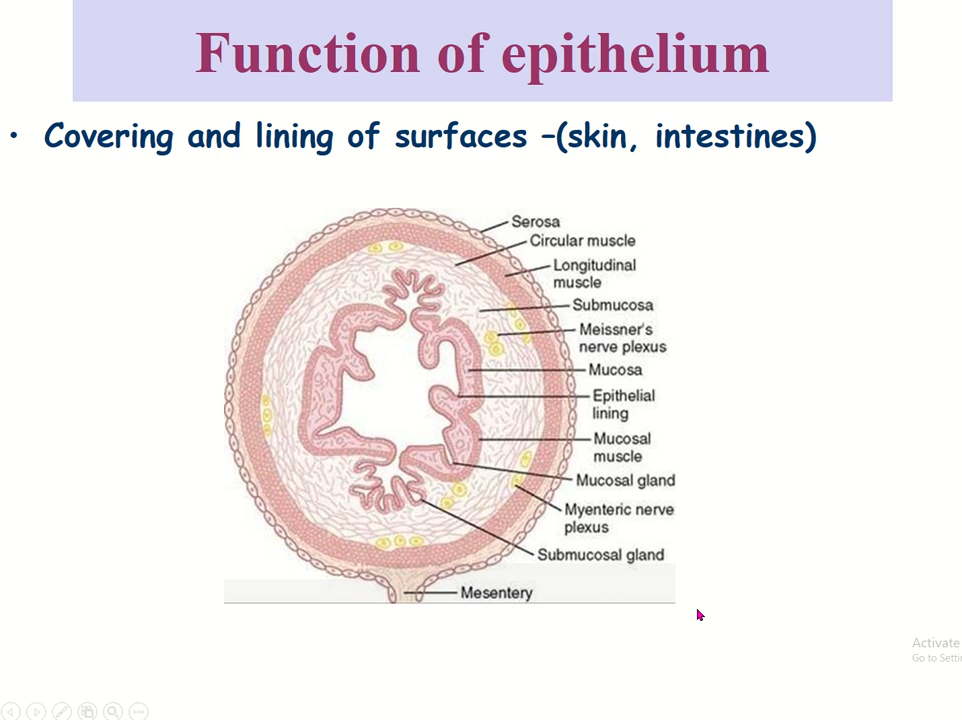 Function of epithelium
• Covering and lining of surfaces –(skin, intestines)
Serosa
Circular muscle
Longitudinal
muscle
Submucosa
Meissner's
nerve plexus
Mucosa
Epithelial
lining
Mucosal
muscle
Mucosal gland
Myenteric nerve
plexus
Submucosal gland
Mesentery
Activate
Go to Setti